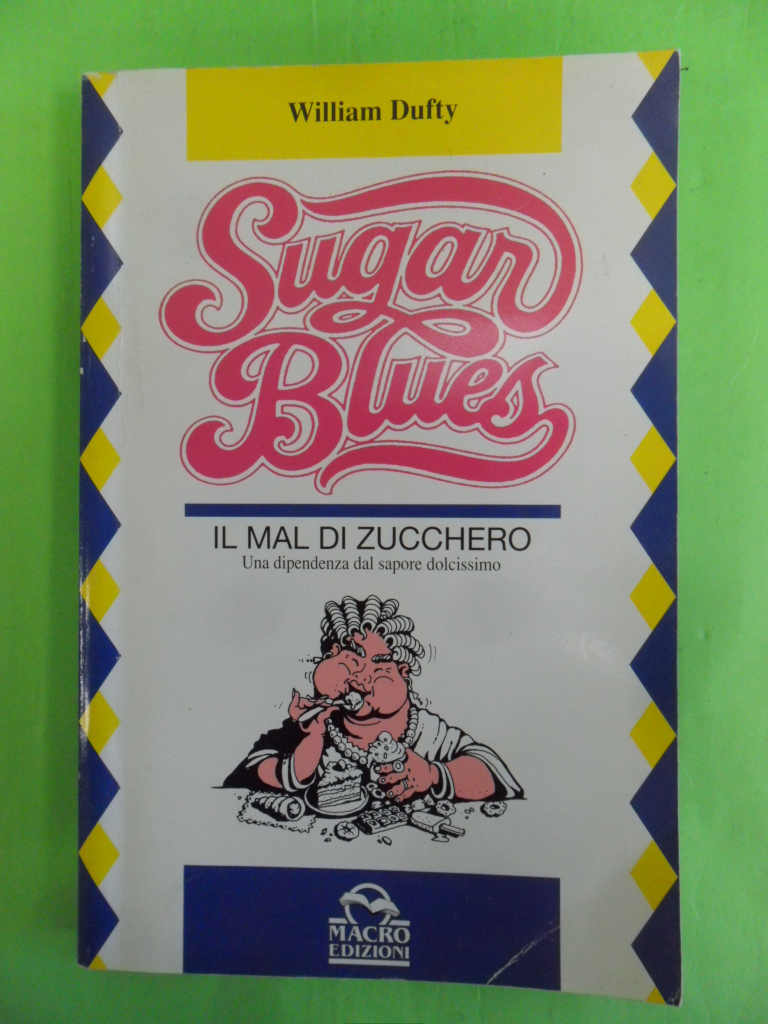 William Dufty
Sugar
Blues
IL MAL DI ZUCCHERO
Una dipendenza dal sapore dolcissimo
MACRO
EDIZIONI